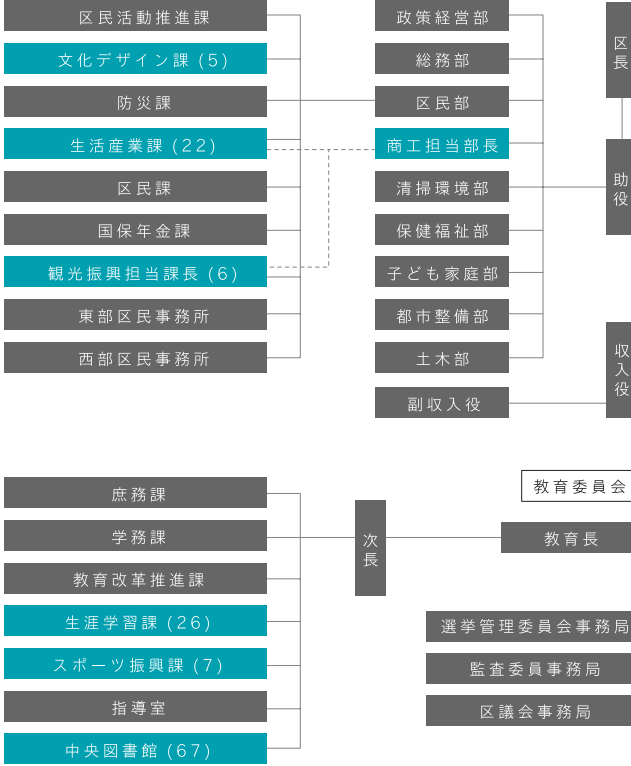 区民活動推進課
文化デザイン課 (5)
防災課
生活産業課 (22)
区民課
国保年金課
観光振興担当課長 (6)
東部区民事務所
西部区民事務所
政策経営部
総務部
区民部
商工担当部長
清掃環境部
保健福祉部
子ども家庭部
都市整備部
土木部
副収入役
区長
助役
収入役
庶務課
学務課
教育改革推進課
生涯学習課 (26)
スポーツ振興課 (7)
指導室
中央図書館 (67)
次長
教育委員会
教育長
選挙管理委員会事務局
監査委員事務局
区議会事務局